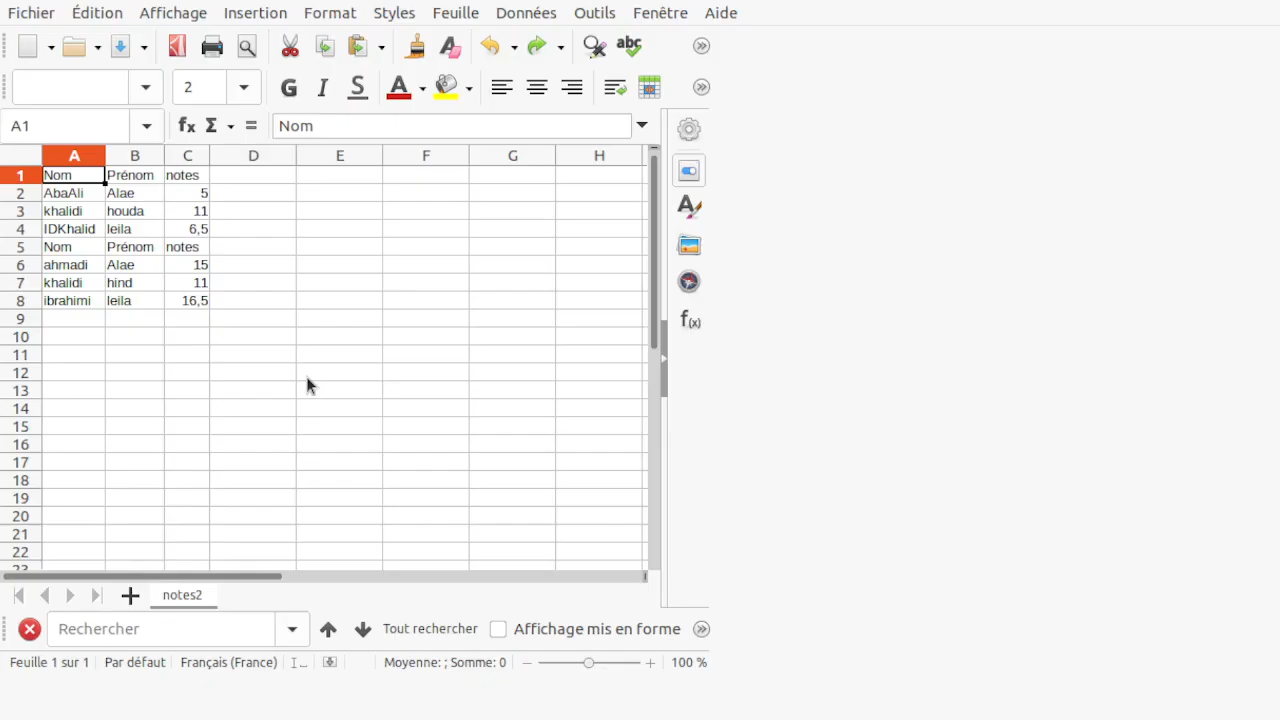 Fichier Édition Affichage Insertion Format Styles Feuille Données Outils Fenêtre Aide
abc
2 G I S A
A1 fx Σ = Nom
A B C D E F G H
1 Nom Prénom notes
2 AbaAli Alae 5
3 khalidi houda 11
4 IDKhalid leila 6,5
5 Nom Prénom notes
6 ahmadi Alae 15
7 khalidi hind 11
8 ibrahimi leila 16,5
9
10
11
12
13
14
15
16
17
18
19
20
21
22
23
f(x)
notes2
Rechercher Tout rechercher Affichage mis en forme
Feuille 1 sur 1 Par défaut Français (France) Moyenne: ; Somme: 0 100 %